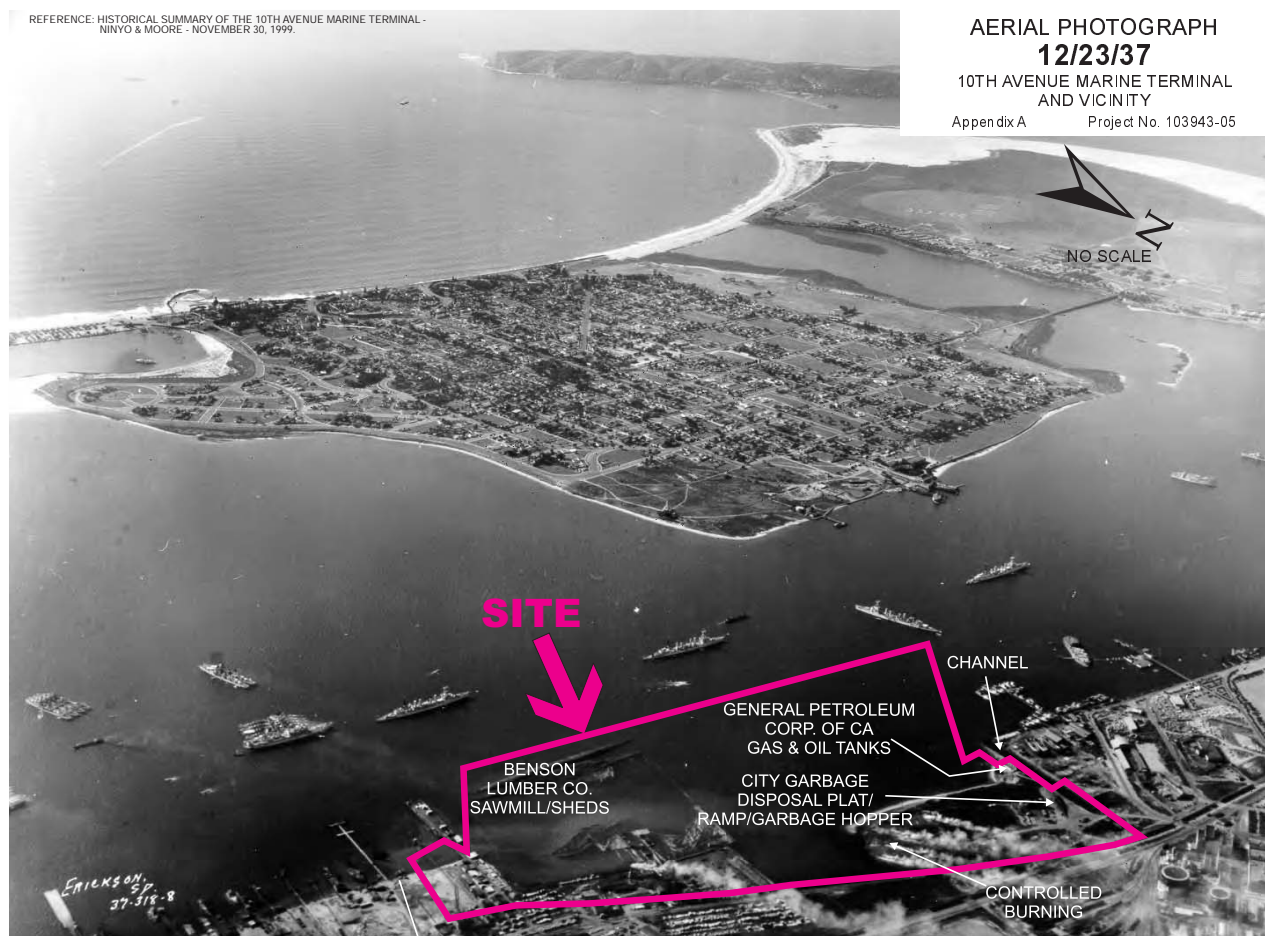 REFERENCE: HISTORICAL SUMMARY OF THE 10TH AVENUE MARINE TERMINAL -
NINYO & MOORE - NOVEMBER 30, 1999.
AERIAL PHOTOGRAPH
12/23/37
10TH AVENUE MARINE TERMINAL
AND VICINITY
Appendix A Project No. 103943-05
N
NO SCALE
SITE
CHANNEL
GENERAL PETROLEUM
CORP. OF CA
GAS & OIL TANKS
BENSON
LUMBER CO.
SAWMILL/SHEDS
CITY GARBAGE
DISPOSAL PLAT/
RAMP/GARBAGE HOPPER
ERICKSON.
S.D.
37-318-8
CONTROLLED
BURNING